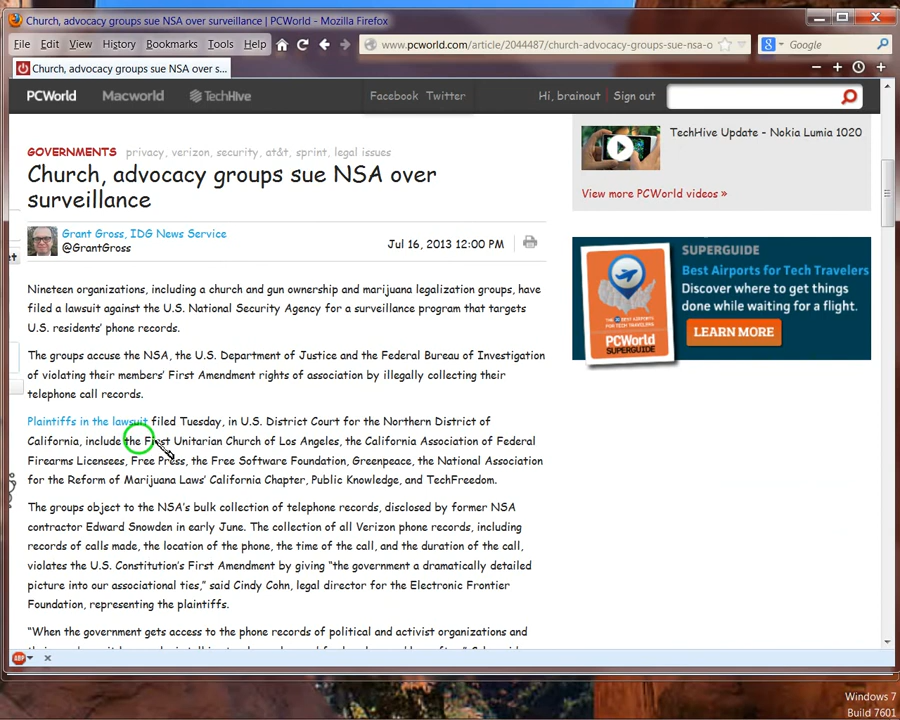 Church, advocacy groups sue NSA over surveillance | PCWorld - Mozilla Firefox
File Edit View History Bookmarks Tools Help
www.pcworld.com/article/2044487/church-advocacy-groups-sue-nsa-o
Google
Church, advocacy groups sue NSA over s...
PCWorld Macworld TechHive Facebook Twitter Hi, brainout Sign out
GOVERNMENTS privacy, verizon, security, at&t, sprint, legal issues
Church, advocacy groups sue NSA over
surveillance
Grant Gross, IDG News Service
@GrantGross
Jul 16, 2013 12:00 PM
Nineteen organizations, including a church and gun ownership and marijuana legalization groups, have
filed a lawsuit against the U.S. National Security Agency for a surveillance program that targets
U.S. residents' phone records.
The groups accuse the NSA, the U.S. Department of Justice and the Federal Bureau of Investigation
of violating their members' First Amendment rights of association by illegally collecting their
telephone call records.
Plaintiffs in the lawsuit filed Tuesday, in U.S. District Court for the Northern District of
California, include the First Unitarian Church of Los Angeles, the California Association of Federal
Firearms Licensees, Free Press, the Free Software Foundation, Greenpeace, the National Association
for the Reform of Marijuana Laws' California Chapter, Public Knowledge, and TechFreedom.
The groups object to the NSA's bulk collection of telephone records, disclosed by former NSA
contractor Edward Snowden in early June. The collection of all Verizon phone records, including
records of calls made, the location of the phone, the time of the call, and the duration of the call,
violates the U.S. Constitution's First Amendment by giving "the government a dramatically detailed
picture into our associational ties," said Cindy Cohn, legal director for the Electronic Frontier
Foundation, representing the plaintiffs.
"When the government gets access to the phone records of political and activist organizations and
TechHive Update - Nokia Lumia 1020
View more PCWorld videos »
SUPERGUIDE
Best Airports for Tech Travelers
Discover where to get things
done while waiting for a flight.
LEARN MORE
PCWorld
SUPERGUIDE
ABP
Windows 7
Build 7601